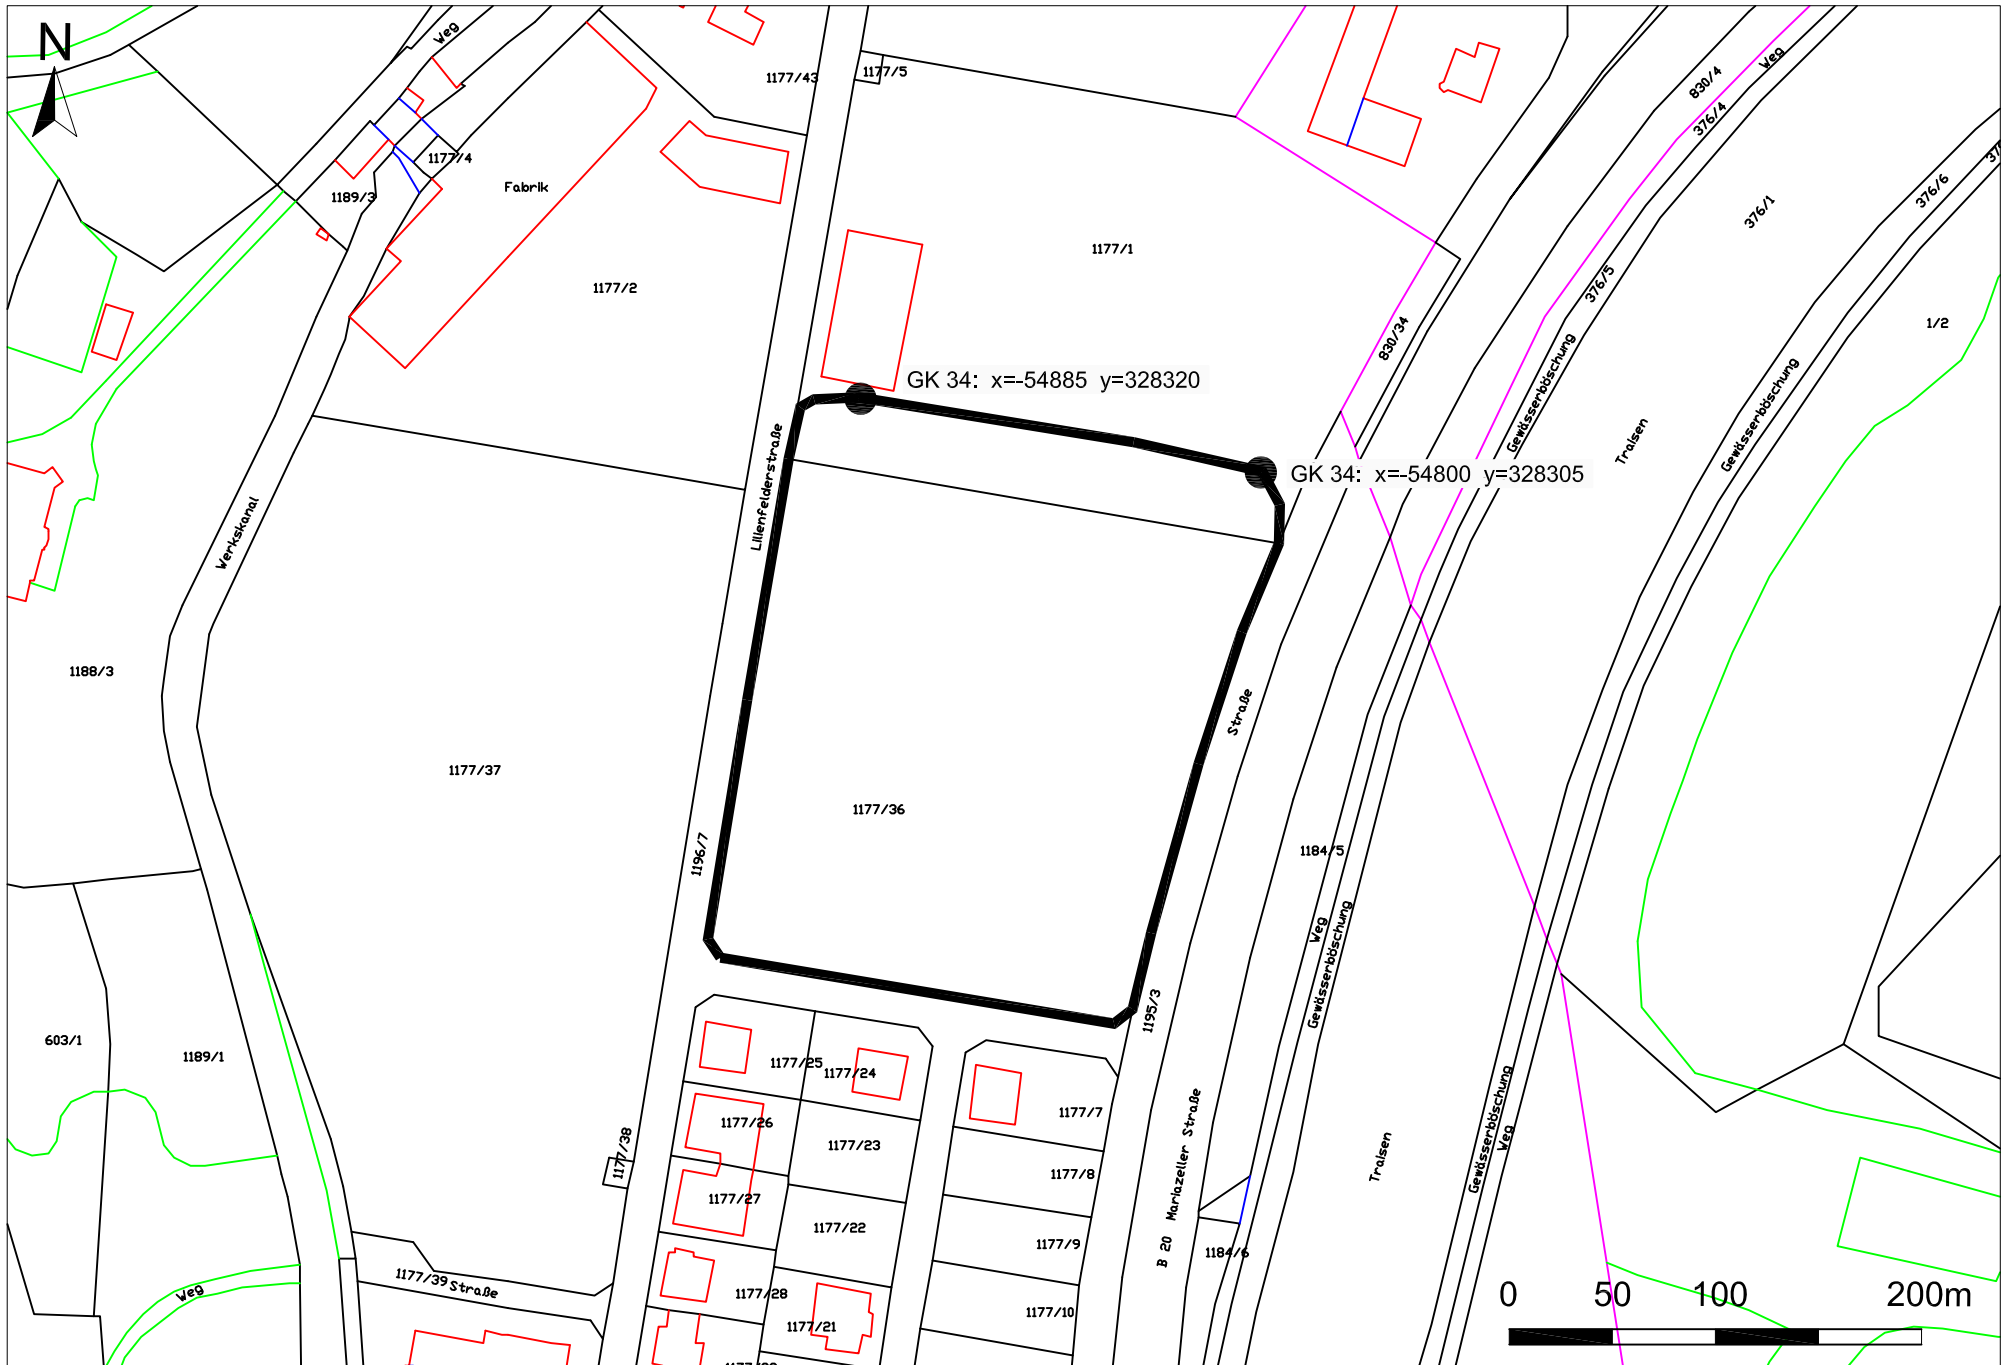 N
Weg
1177/43
1177/5
830/4
Weg
376/4
1177/4
Fabrik
1189/3
376/6
376/1
1177/1
1177/2
376/5
830/34
1/2
GK 34: x=-54885 y=328320
Gewässerböschung
Gewässerböschung
Traisen
Lilienfelderstraße
GK 34: x=-54800 y=328305
Werkskanal
1188/3
Straße
1177/37
1177/36
1196/7
1184/5
Weg
Gewässerböschung
1195/3
603/1
1189/1
1177/25
1177/24
1177/7
1177/26
1177/23
1177/38
1177/8
Gewässerböschung
Weg
Traisen
B 20 Mariazeller Straße
1177/27
1177/22
1177/9
1184/6
1177/39 Straße
Weg
1177/28
1177/10
1177/21
0 50 100 200m